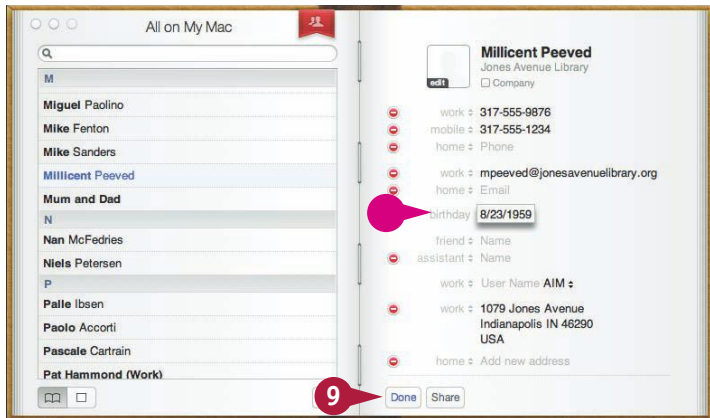 All on My Mac
M
Miguel Paolino
Mike Fenton
Mike Sanders
Millicent Peeved
Mum and Dad
N
Nan McFedries
Niels Petersen
P
Palle Ibsen
Paolo Accorti
Pascale Cartrain
Pat Hammond (Work)
Millicent Peeved
Jones Avenue Library
edit
Company
work 317-555-9876
mobile 317-555-1234
home Phone
work mpeeved@jonesavenuelibrary.org
home Email
birthday 8/23/1959
friend Name
assistant Name
work User Name AIM
work 1079 Jones Avenue
Indianapolis IN 46290
USA
home Add new address
9 Done Share